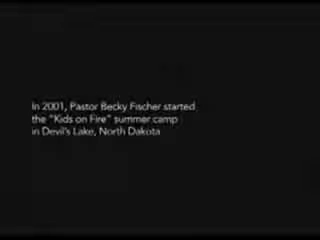 In 2001, Pastor Becky Fischer started
the "Kids on Fire" summer camp
in Devil's Lake, North Dakota